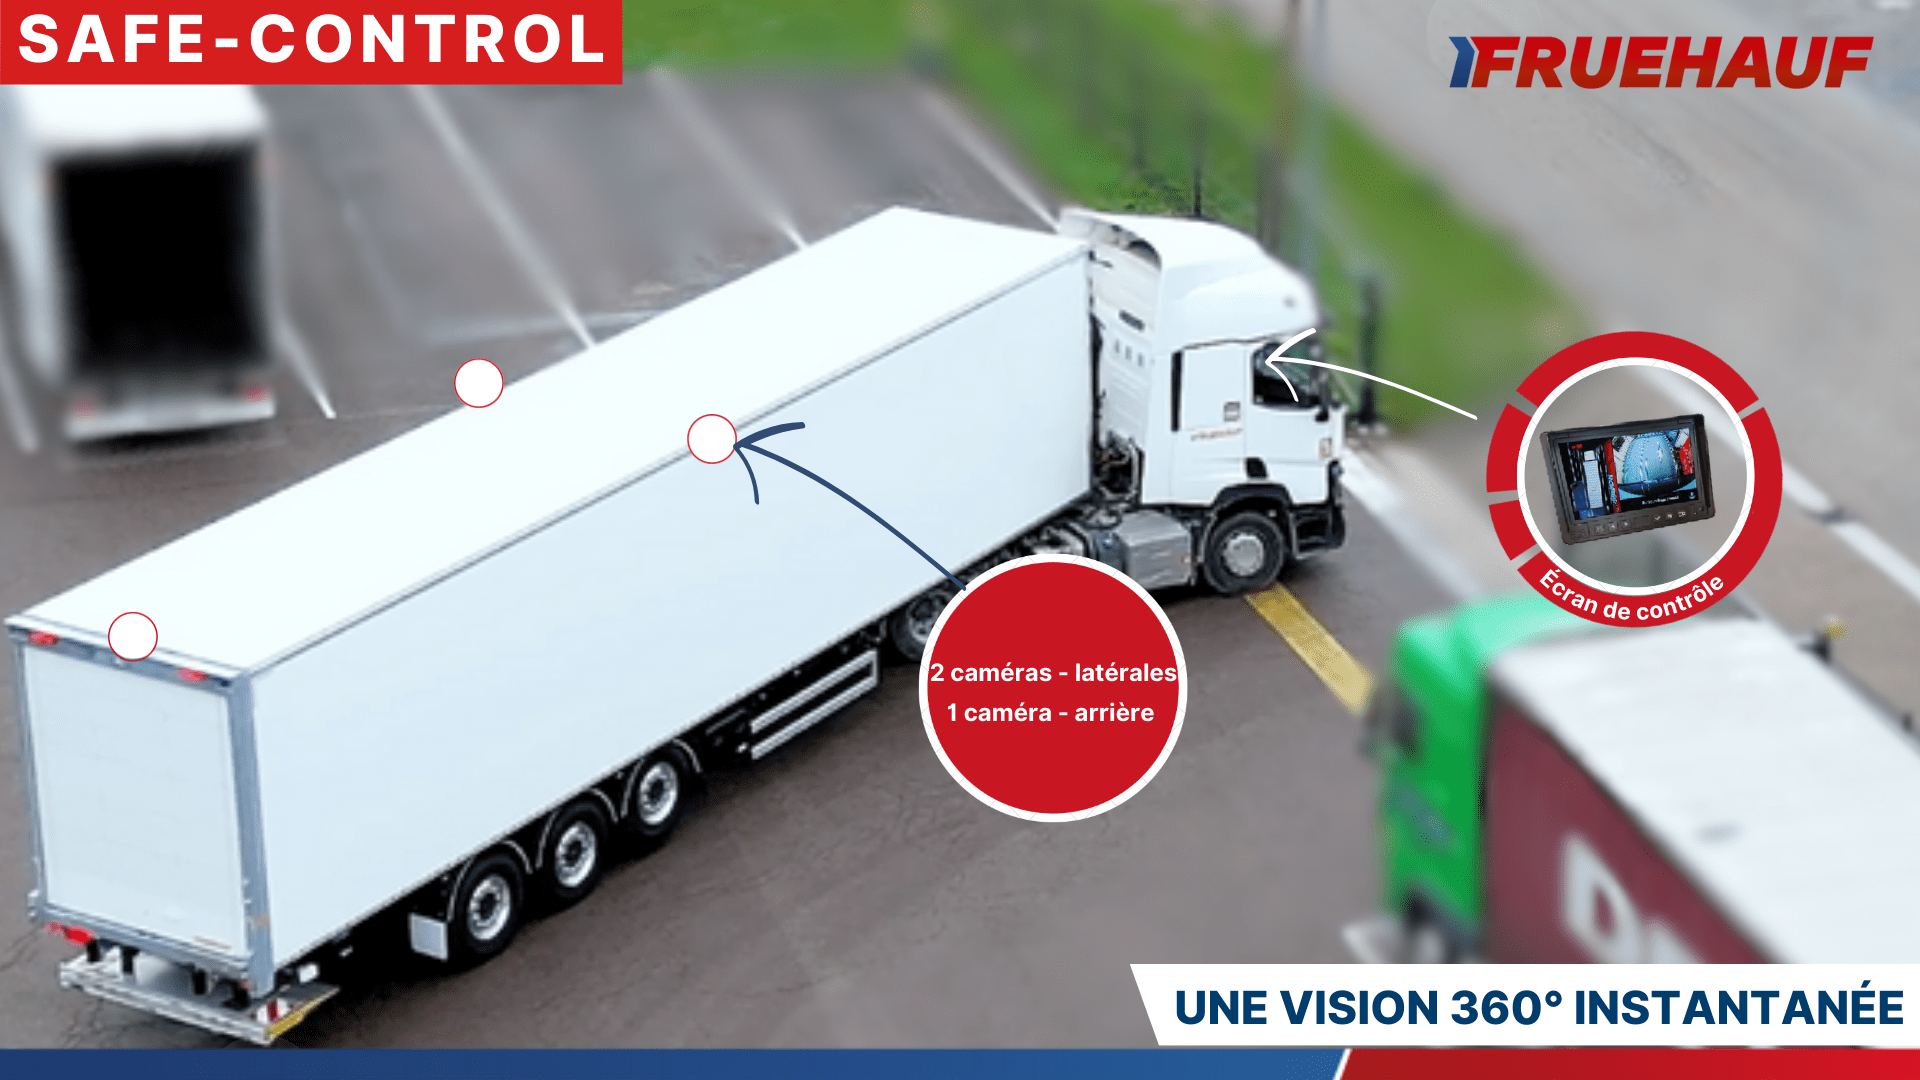 SAFE-CONTROL
FRUEHAUF
Écran de contrôle
2 caméras - latérales
1 caméra - arrière
UNE VISION 360° INSTANTANÉE